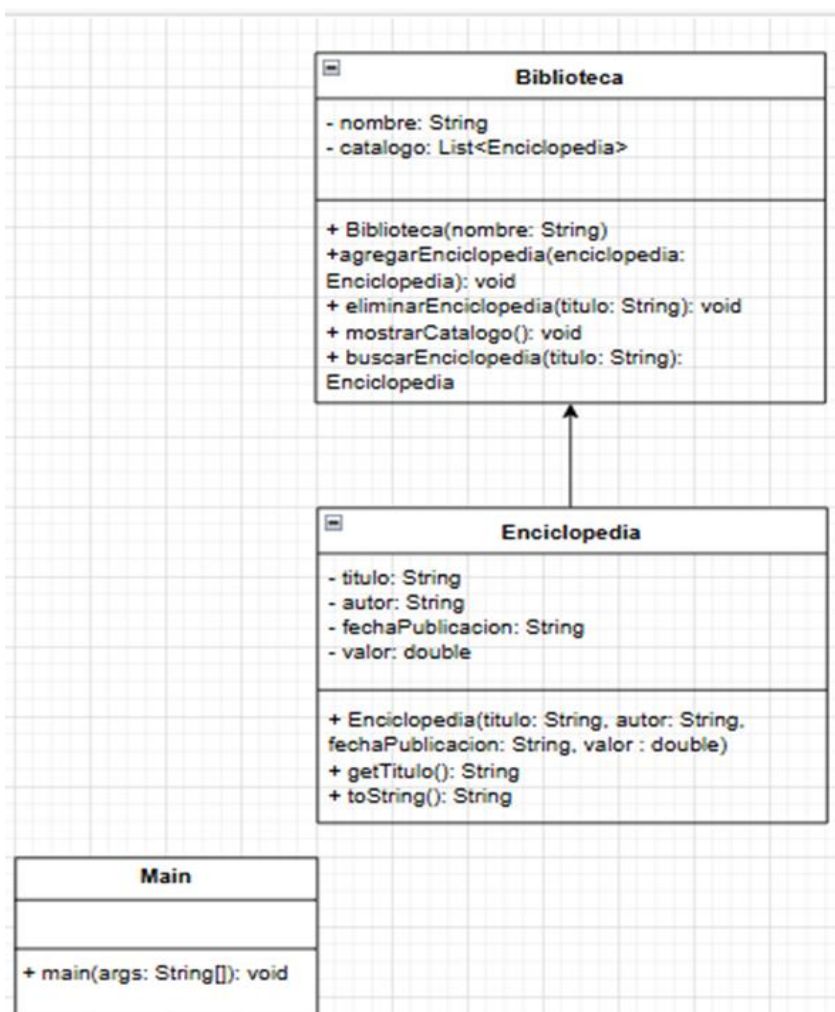 Biblioteca
- nombre: String
- catalogo: List<Enciclopedia>
+ Biblioteca(nombre: String)
+agregarEnciclopedia(enciclopedia:
Enciclopedia): void
+ eliminarEnciclopedia(titulo: String): void
+ mostrarCatalogo(): void
+ buscarEnciclopedia(titulo: String):
Enciclopedia
Enciclopedia
- titulo: String
- autor: String
- fechaPublicacion: String
- valor: double
+ Enciclopedia(titulo: String, autor: String,
fechaPublicacion: String, valor : double)
+ getTitulo(): String
+ toString(): String
Main
+ main(args: String[]): void